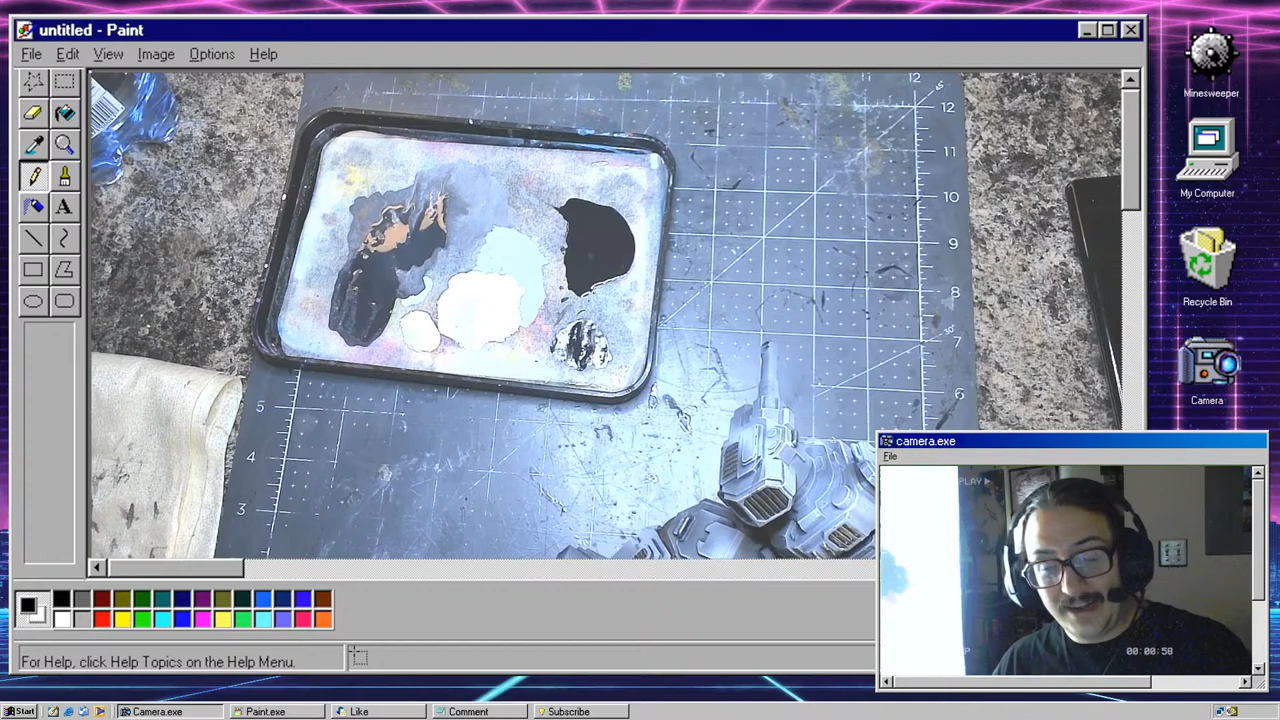 untitled - Paint
File Edit View Image Options Help
12
12
11
10
9
8
7
6
5
4
3
Minesweeper
My Computer
Recycle Bin
Camera
camera.exe
File
PLAY
P
00:00:58
For Help, click Help Topics on the Help Menu.
Start Camera.exe Paint.exe Like Comment Subscribe